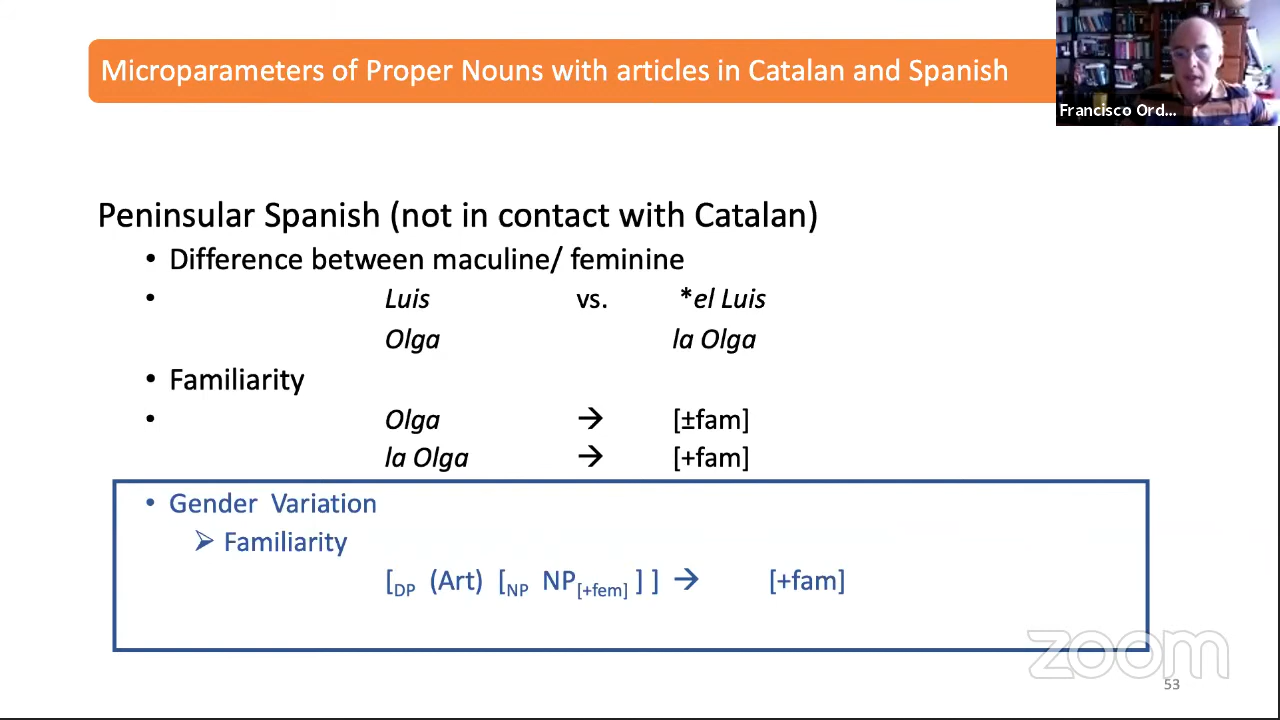 Microparameters of Proper Nouns with articles in Catalan and Spanish
Francisco Ord...
Peninsular Spanish (not in contact with Catalan)
• Difference between maculine/ feminine
• Luis vs. *el Luis
Olga la Olga
• Familiarity
• Olga → [±fam]
la Olga → [+fam]
• Gender Variation
➢ Familiarity
[DP (Art) [NP NP[+fem] ] ] → [+fam]
zoom
53